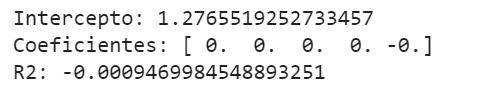 Intercepto: 1.2765519252733457
Coeficientes: [ 0.  0.  0.  0. -0.]
R2: -0.0009469984548893251